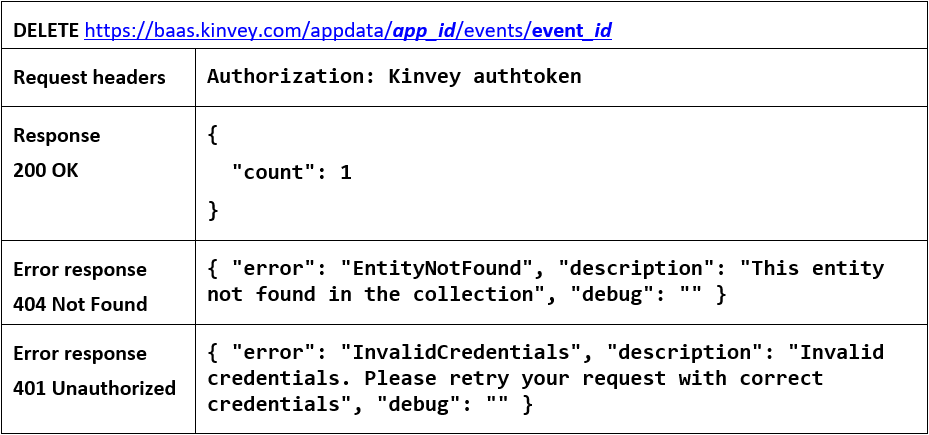 DELETE https://baas.kinvey.com/appdata/app_id/events/event_id
Request headers
Authorization: Kinvey authtoken
Response
200 OK
{
"count": 1
}
Error response
404 Not Found
{ "error": "EntityNotFound", "description": "This entity
not found in the collection", "debug": "" }
Error response
401 Unauthorized
{ "error": "InvalidCredentials", "description": "Invalid
credentials. Please retry your request with correct
credentials", "debug": "" }